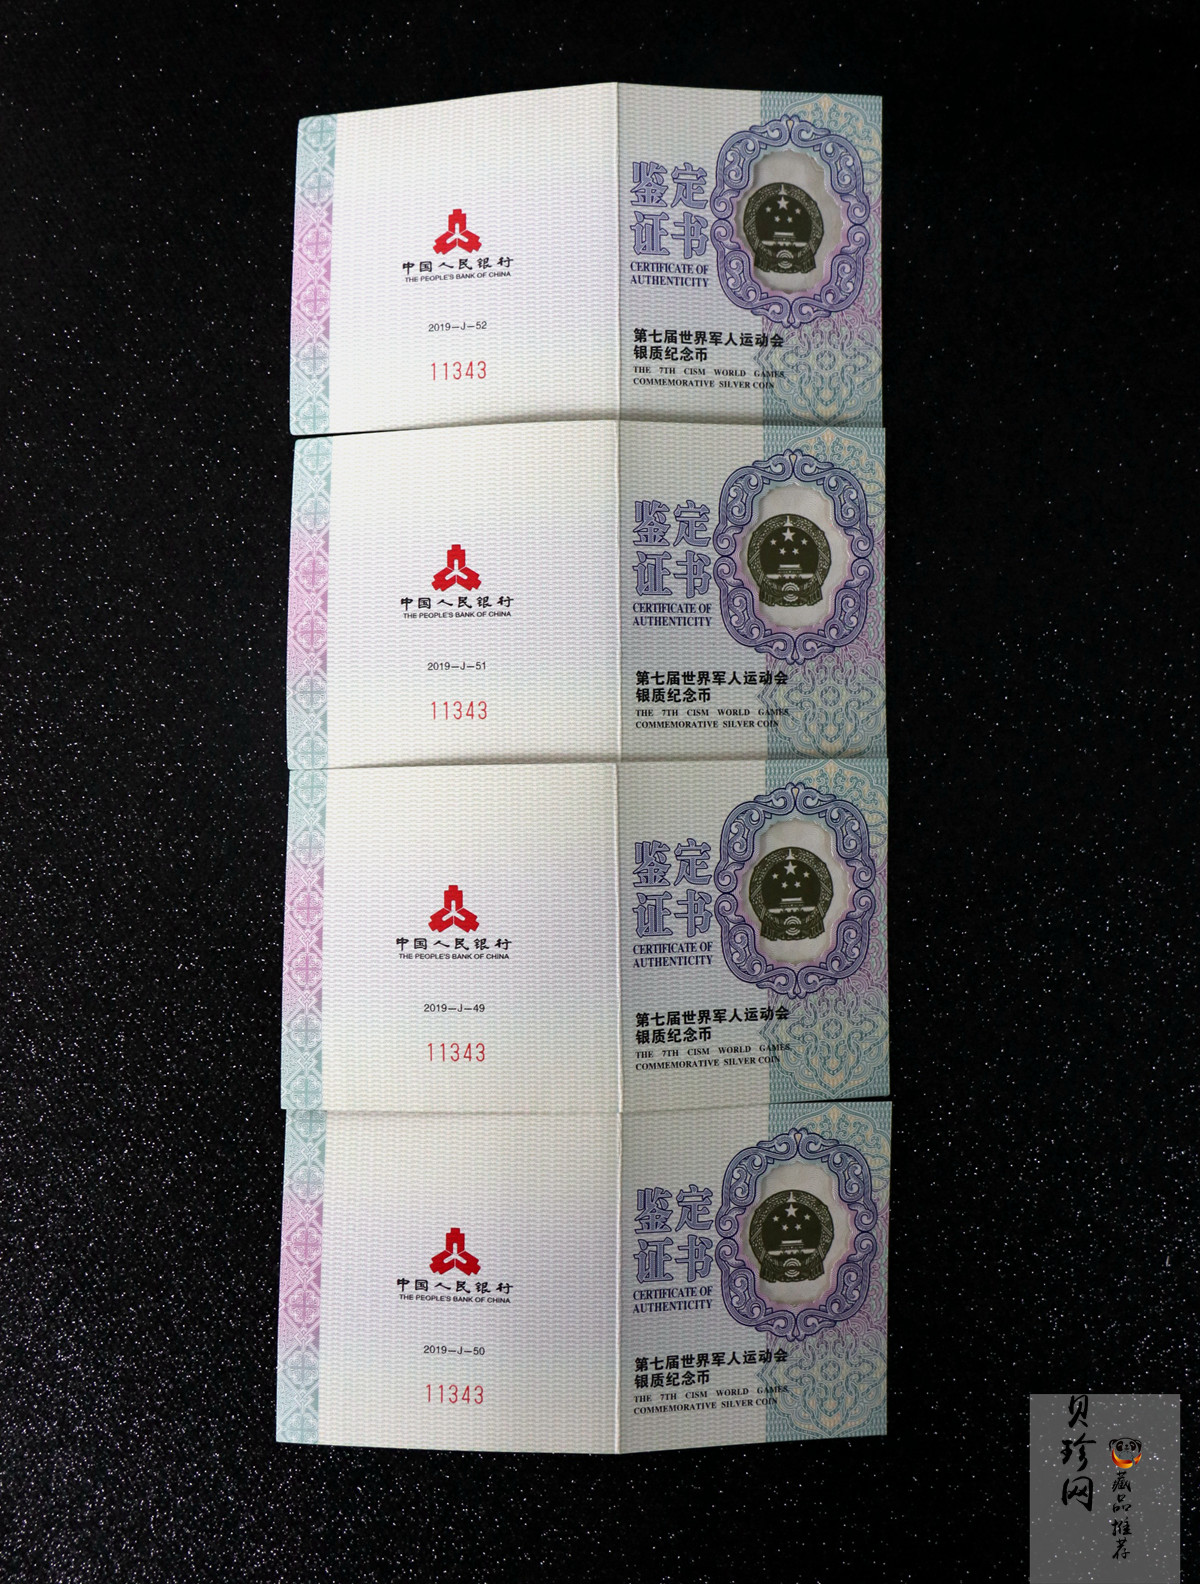 中国人民银行
THE PEOPLE'S BANK OF CHINA
2019-J-52
11343
鉴定
证书
CERTIFICATE OF
AUTHENTICITY
第七届世界军人运动会
银质纪念币
THE 7TH CISM WORLD GAMES
COMMEMORATIVE SILVER COIN
中国人民银行
THE PEOPLE'S BANK OF CHINA
2019-J-51
11343
鉴定
证书
CERTIFICATE OF
AUTHENTICITY
第七届世界军人运动会
银质纪念币
THE 7TH CISM WORLD GAMES
COMMEMORATIVE SILVER COIN
中国人民银行
THE PEOPLE'S BANK OF CHINA
2019-J-49
11343
鉴定
证书
CERTIFICATE OF
AUTHENTICITY
第七届世界军人运动会
银质纪念币
THE 7TH CISM WORLD GAMES
COMMEMORATIVE SILVER COIN
中国人民银行
THE PEOPLE'S BANK OF CHINA
2019-J-50
11343
鉴定
证书
CERTIFICATE OF
AUTHENTICITY
第七届世界军人运动会
银质纪念币
THE 7TH CISM WORLD GAMES
COMMEMORATIVE SILVER COIN
贝珍网
藏品推荐